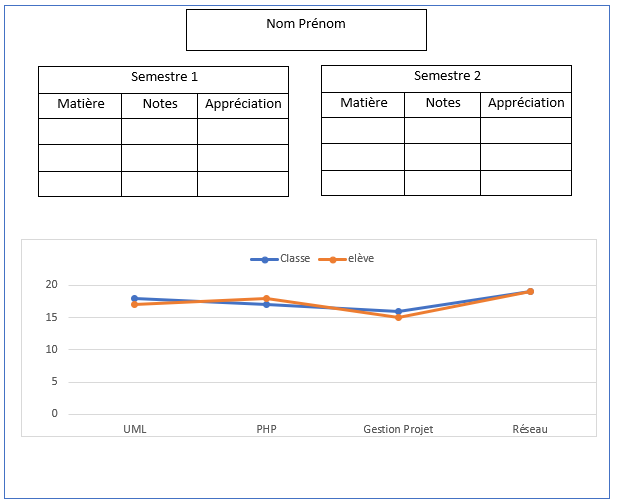 Nom Prénom
Semestre 1
Matière Notes Appréciation
Semestre 2
Matière Notes Appréciation
Classe elève
20
15
10
5
0
UML PHP Gestion Projet Réseau